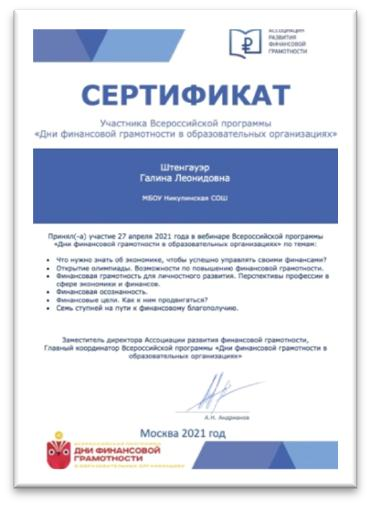 АССОЦИАЦИЯ
РАЗВИТИЯ
ФИНАНСОВОЙ
ГРАМОТНОСТИ
СЕРТИФИКАТ
Участника Всероссийской программы
«Дни финансовой грамотности в образовательных организациях»
Штенгауэр
Галина Леонидовна
МБОУ Никулинская СОШ
Принял(-а) участие 27 апреля 2021 года в вебинаре Всероссийской программы
«Дни финансовой грамотности в образовательных организациях» по темам:
• Что нужно знать об экономике, чтобы успешно управлять своими финансами?
• Открытие олимпиады. Возможности по повышению финансовой грамотности.
• Финансовая грамотность для личностного развития. Перспективы профессии в
сфере экономики и финансов.
• Финансовая осознанность.
• Финансовые цели. Как к ним продвигаться?
• Семь ступней на пути к финансовому благополучию.
Заместитель директора Ассоциации развития финансовой грамотности,
Главный координатор Всероссийской программы «Дни финансовой грамотности в
образовательных организациях»
А.Н. Андрианов
Москва 2021 год
ВСЕРОССИЙСКАЯ ПРОГРАММА
ДНИ ФИНАНСОВОЙ
ГРАМОТНОСТИ
В ОБРАЗОВАТЕЛЬНЫХ ОРГАНИЗАЦИЯХ